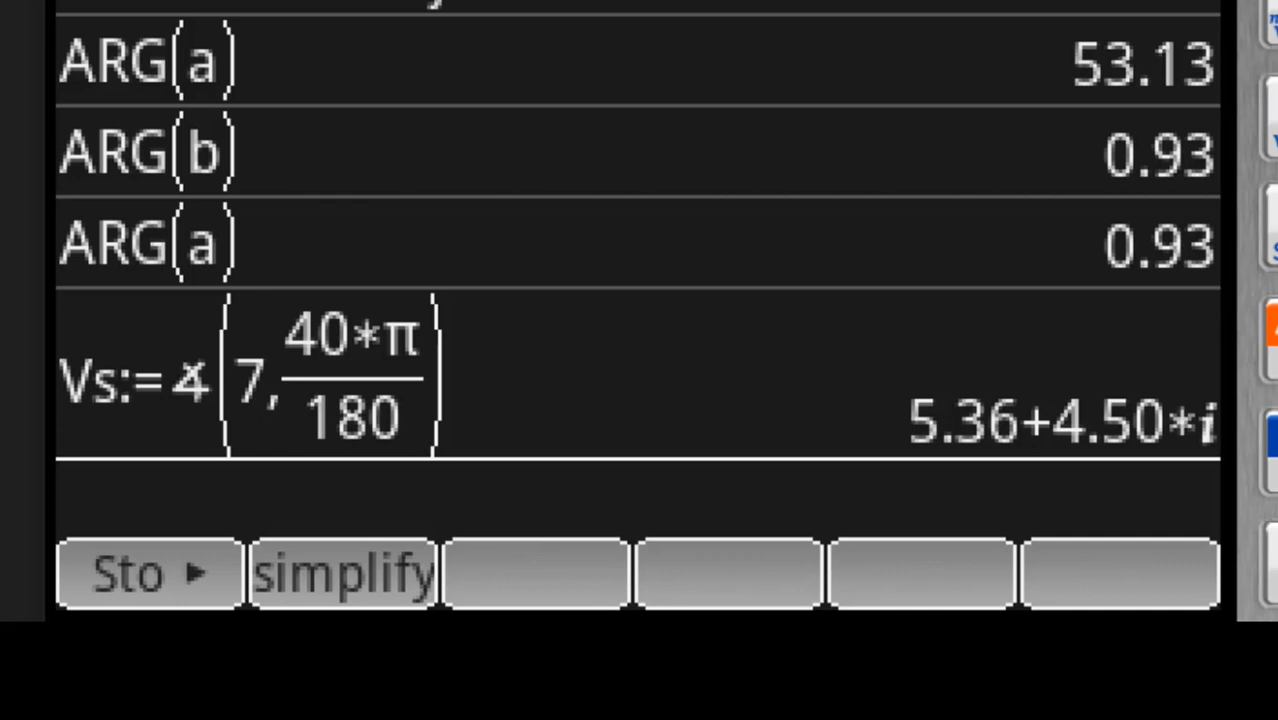 ARG(a)
53.13
ARG(b)
0.93
ARG(a)
0.93
Vs:=∡(7,40*π/180)
5.36+4.50*i
Sto ▸
simplify